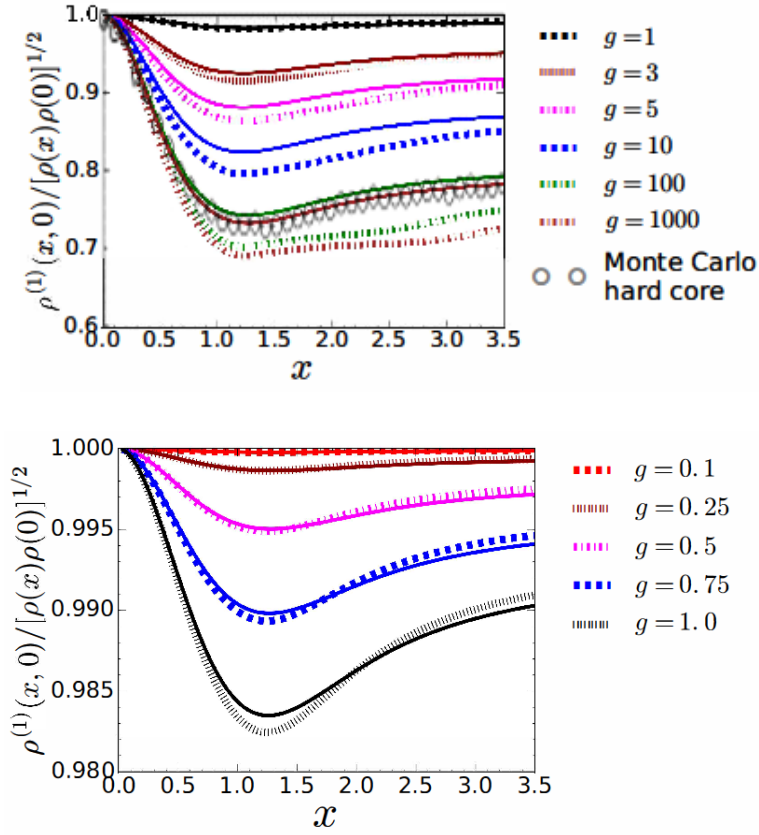 ρ⁽¹⁾(x, 0)/[ρ(x)ρ(0)]^{1/2}
1.0
0.9
0.8
0.7
0.6
0.0 0.5 1.0 1.5 2.0 2.5 3.0 3.5
x
g = 1
g = 3
g = 5
g = 10
g = 100
g = 1000
Monte Carlo
hard core
ρ⁽¹⁾(x, 0)/[ρ(x)ρ(0)]^{1/2}
1.000
0.995
0.990
0.985
0.980
0.0 0.5 1.0 1.5 2.0 2.5 3.0 3.5
x
g = 0.1
g = 0.25
g = 0.5
g = 0.75
g = 1.0